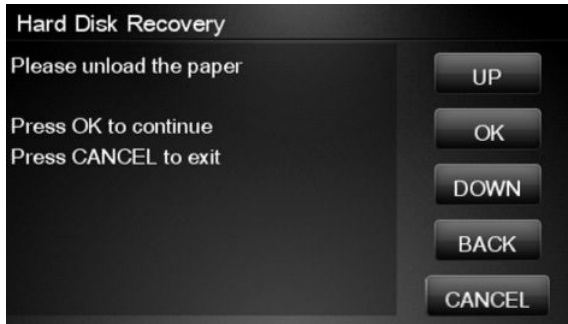 Hard Disk Recovery
Please unload the paper
Press OK to continue
Press CANCEL to exit
UP
OK
DOWN
BACK
CANCEL